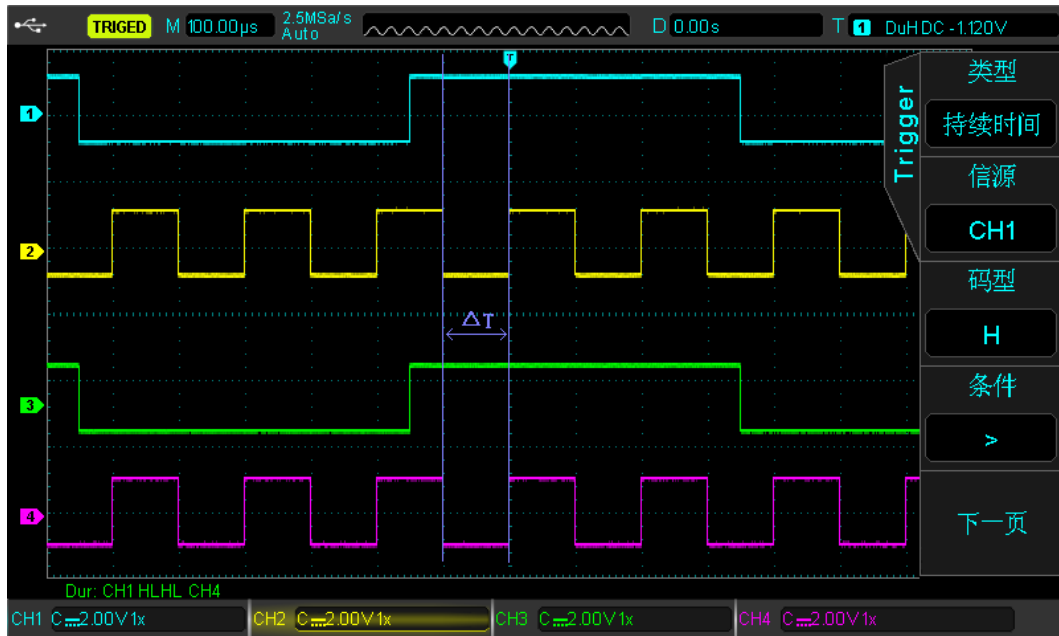 TRIGED M 100.00µs 2.5MSa/s Auto D 0.00s T 1 DuH DC -1.120V
T
Trigger
类型
持续时间
信源
CH1
码型
H
条件
>
下一页
1
2
△T
3
4
Dur: CH1 HLHL CH4
CH1 C 2.00V 1x CH2 C 2.00V 1x CH3 C 2.00V 1x CH4 C 2.00V 1x